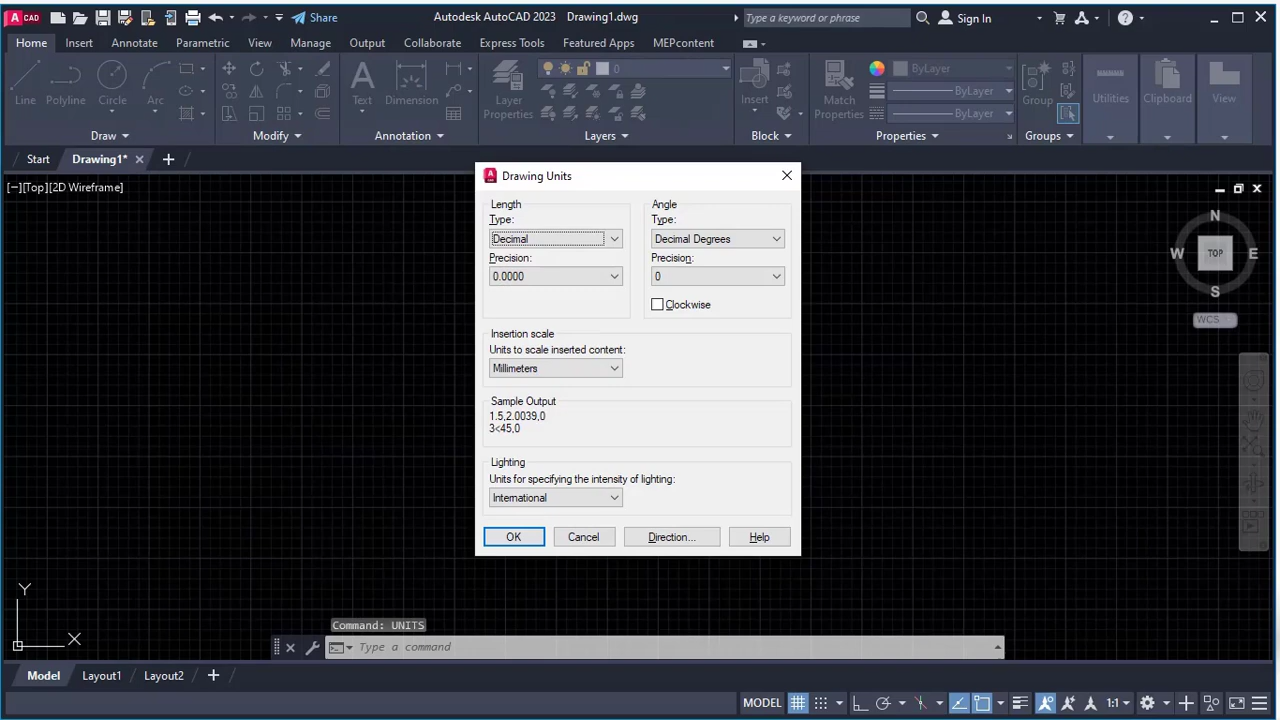 A CAD
Share
Autodesk AutoCAD 2023 Drawing1.dwg
Type a keyword or phrase
Sign In
Home Insert Annotate Parametric View Manage Output Collaborate Express Tools Featured Apps MEPcontent
Line Polyline Circle Arc
Text Dimension
Layer Properties
0
Insert
Match Properties
ByLayer
ByLayer
ByLayer
Group
Utilities
Clipboard
View
Draw Modify Annotation Layers Block Properties Groups
Start Drawing1*
[−][Top][2D Wireframe]
Drawing Units
Length
Type:
Decimal
Precision:
0.0000
Angle
Type:
Decimal Degrees
Precision:
0
Clockwise
Insertion scale
Units to scale inserted content:
Millimeters
Sample Output
1.5,2.0039,0
3<45,0
Lighting
Units for specifying the intensity of lighting:
International
OK Cancel Direction... Help
N
W TOP E
S
WCS
Y
X
Command: UNITS
Type a command
Model Layout1 Layout2
MODEL
1:1